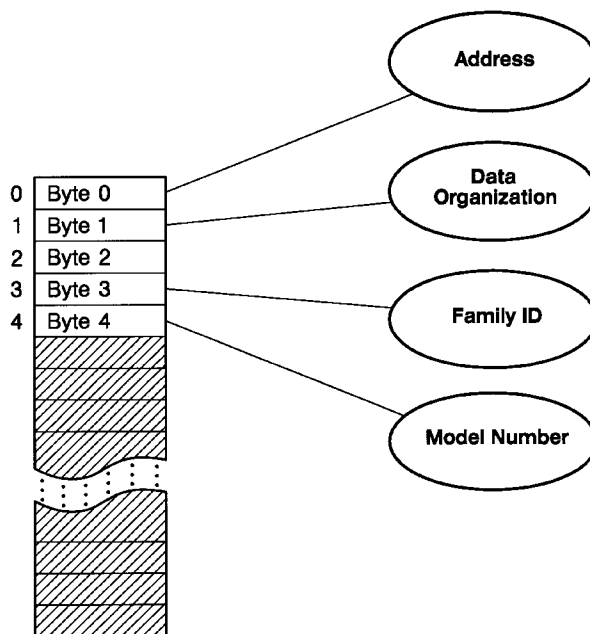 Address
Data
Organization
0 Byte 0
1 Byte 1
2 Byte 2
3 Byte 3
4 Byte 4
Family ID
Model Number